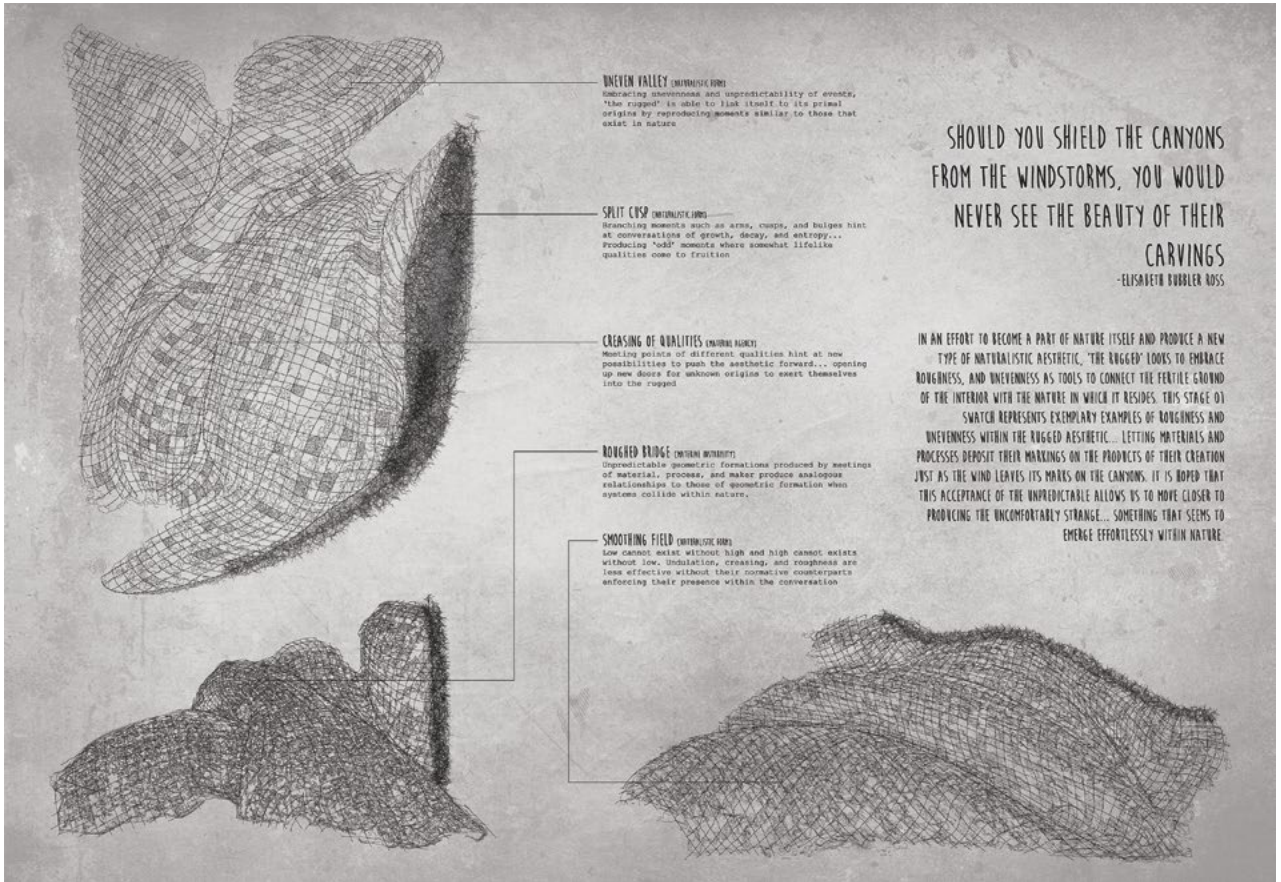 UNEVEN VALLEY [NATURALISTIC FORM]
Embracing unevenness and unpredictability of events,
'the rugged' is able to link itself to its primal
origins by reproducing moments similar to those that
exist in nature
SPLIT CUSP [NATURALISTIC FORM]
Branching moments such as arms, cusps, and bulges hint
at conversations of growth, decay, and entropy...
Producing 'odd' moments where somewhat lifelike
qualities come to fruition
CREASING OF QUALITIES [MATERIAL AGENCY]
Meeting points of different qualities hint at new
possibilities to push the aesthetic forward... opening
up new doors for unknown origins to exert themselves
into the rugged
ROUGHED BRIDGE [MATERIAL INSTABILITY]
Unpredictable geometric formations produced by meetings
of material, process, and maker produce analogous
relationships to those of geometric formation when
systems collide within nature.
SMOOTHING FIELD [NATURALISTIC FORM]
Low cannot exist without high and high cannot exists
without low. Undulation, creasing, and roughness are
less effective without their normative counterparts
enforcing their presence within the conversation
SHOULD YOU SHIELD THE CANYONS
FROM THE WINDSTORMS, YOU WOULD
NEVER SEE THE BEAUTY OF THEIR
CARVINGS
-ELISABETH BUBBLER ROSS
IN AN EFFORT TO BECOME A PART OF NATURE ITSELF AND PRODUCE A NEW
TYPE OF NATURALISTIC AESTHETIC, 'THE RUGGED' LOOKS TO EMBRACE
ROUGHNESS, AND UNEVENNESS AS TOOLS TO CONNECT THE FERTILE GROUND
OF THE INTERIOR WITH THE NATURE IN WHICH IT RESIDES. THIS STAGE 01
SWATCH REPRESENTS EXEMPLARY EXAMPLES OF ROUGHNESS AND
UNEVENNESS WITHIN THE RUGGED AESTHETIC... LETTING MATERIALS AND
PROCESSES DEPOSIT THEIR MARKINGS ON THE PRODUCTS OF THEIR CREATION
JUST AS THE WIND LEAVES ITS MARKS ON THE CANYONS. IT IS HOPED THAT
THIS ACCEPTANCE OF THE UNPREDICTABLE ALLOWS US TO MOVE CLOSER TO
PRODUCING THE UNCOMFORTABLY STRANGE... SOMETHING THAT SEEMS TO
EMERGE EFFORTLESSLY WITHIN NATURE.